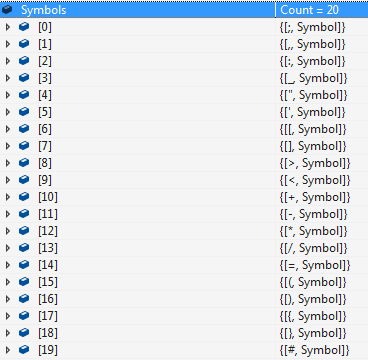 Symbols Count = 20
[0] {[;, Symbol]}
[1] {[,, Symbol]}
[2] {[:, Symbol]}
[3] {[_, Symbol]}
[4] {[", Symbol]}
[5] {[', Symbol]}
[6] {[[, Symbol]}
[7] {[], Symbol]}
[8] {[>, Symbol]}
[9] {[<, Symbol]}
[10] {[+, Symbol]}
[11] {[-, Symbol]}
[12] {[*, Symbol]}
[13] {[/, Symbol]}
[14] {[=, Symbol]}
[15] {[(, Symbol]}
[16] {[), Symbol]}
[17] {[{, Symbol]}
[18] {[}, Symbol]}
[19] {[#, Symbol]}